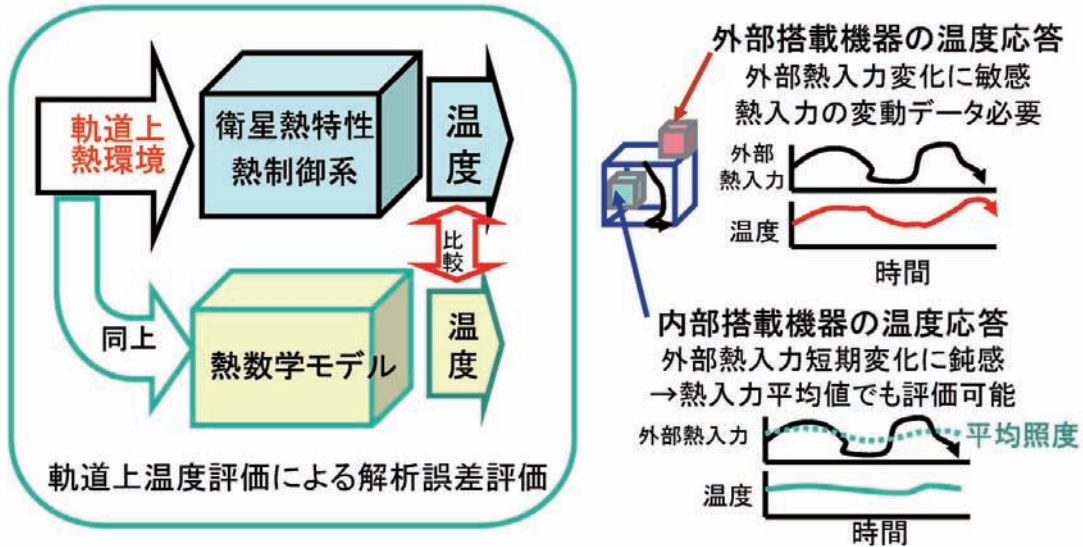 軌道上
熱環境
衛星熱特性
熱制御系
温度
比較
同上
熱数学モデル
温度
軌道上温度評価による解析誤差評価
外部搭載機器の温度応答
外部熱入力変化に敏感
熱入力の変動データ必要
外部
熱入力
温度
時間
内部搭載機器の温度応答
外部熱入力短期変化に鈍感
→熱入力平均値でも評価可能
外部熱入力
平均照度
温度
時間